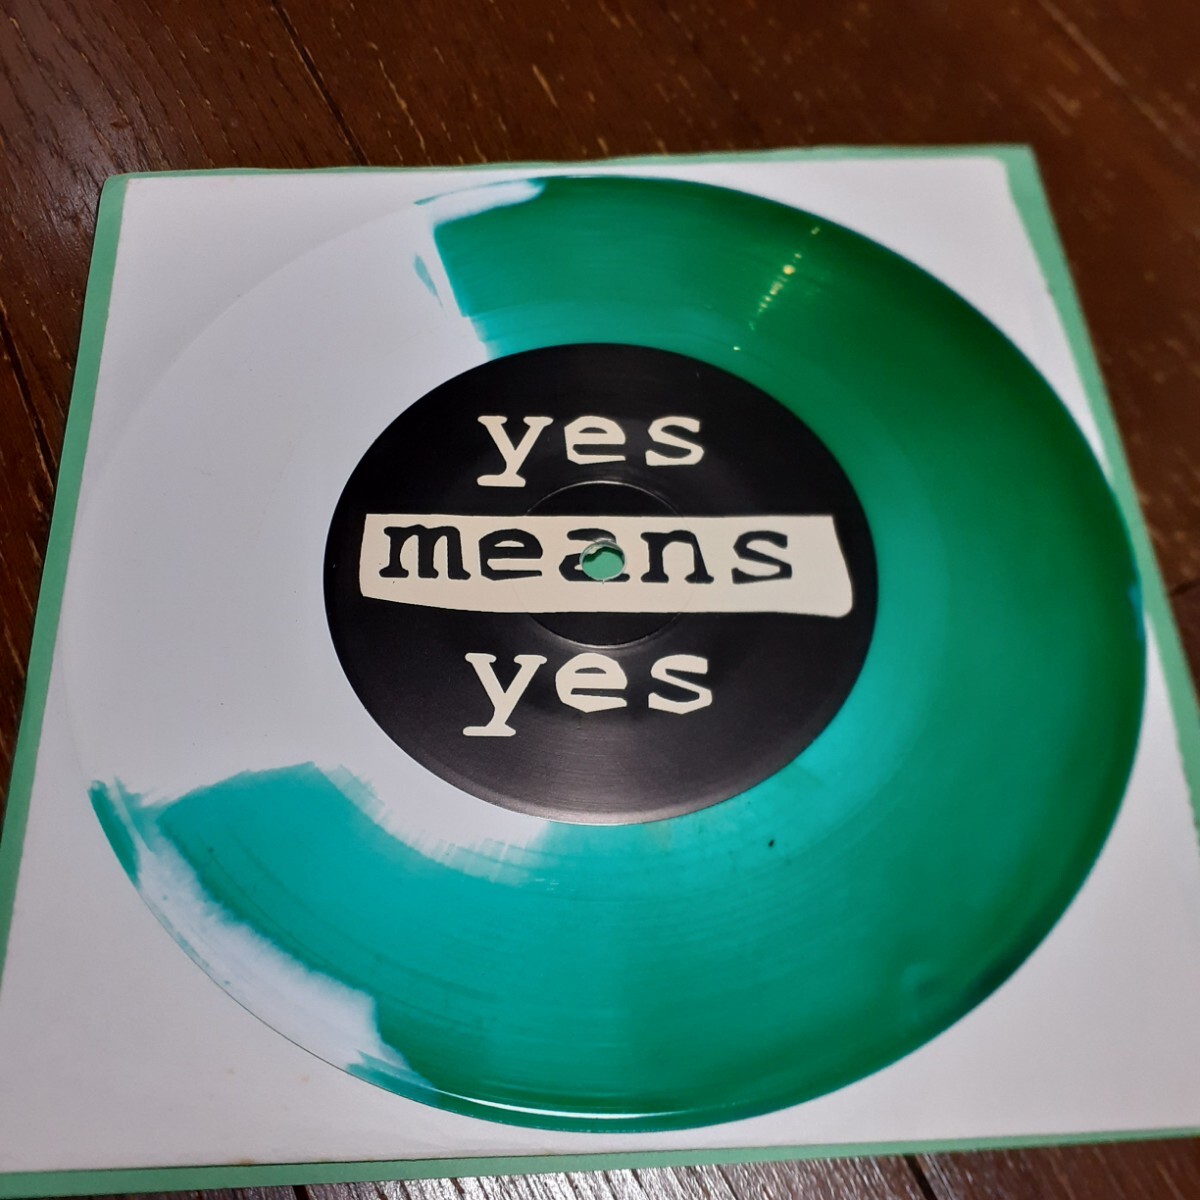 yes
means
yes